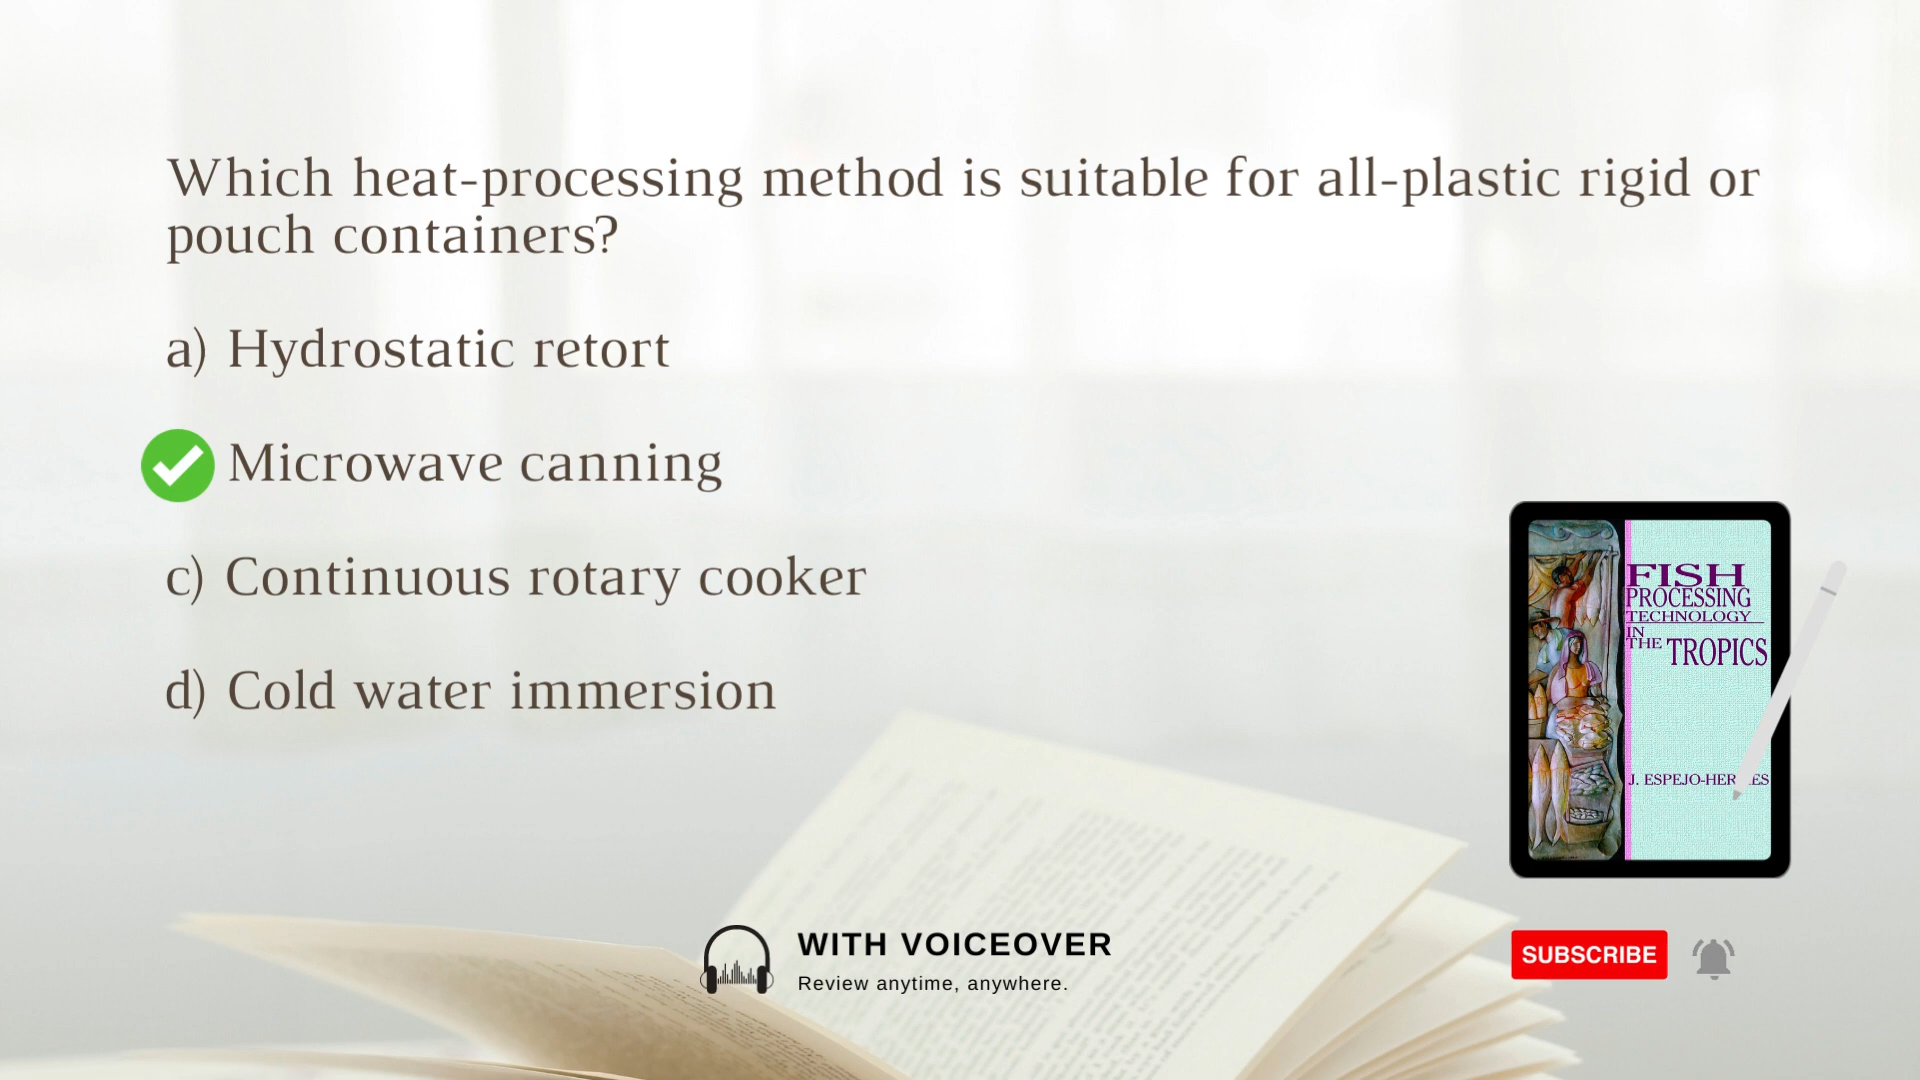 Which heat-processing method is suitable for all-plastic rigid or
pouch containers?
a) Hydrostatic retort
Microwave canning
c) Continuous rotary cooker
d) Cold water immersion
FISH
PROCESSING
TECHNOLOGY
IN
THE TROPICS
J. ESPEJO-
WITH VOICEOVER
Review anytime, anywhere.
SUBSCRIBE